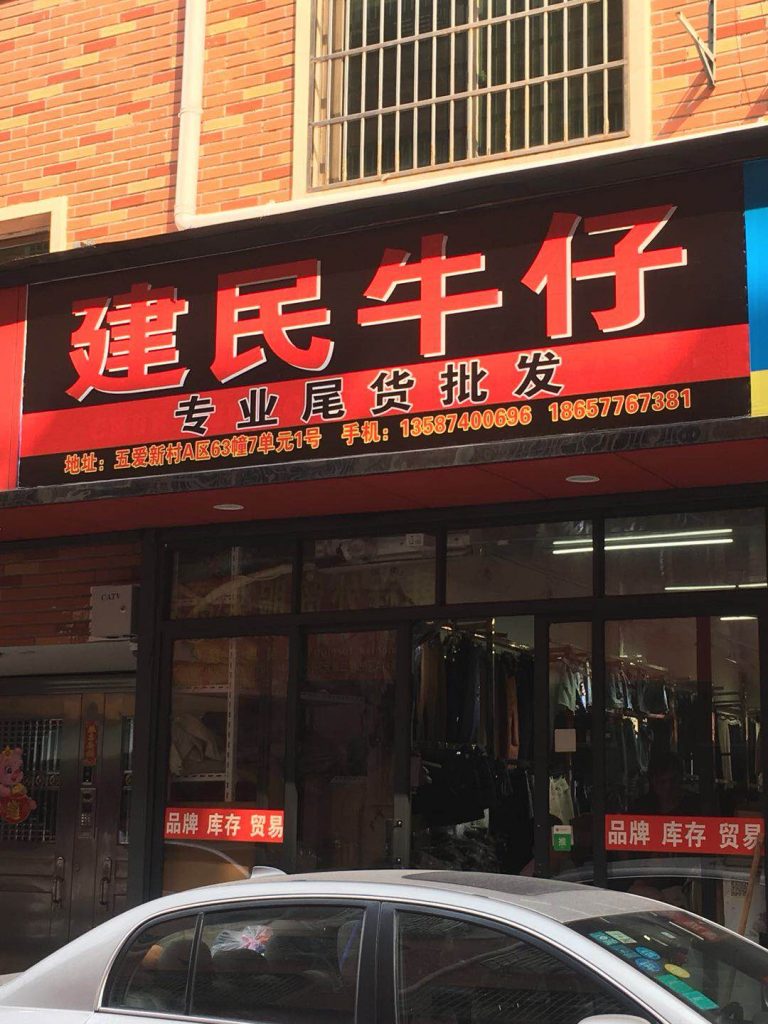 建民牛仔
专业尾货批发
地址：五爱新村A区63幢7单元1号 手机：13587400696 18657767381
CATV
品牌 库存 贸易
品牌 库存 贸易
推